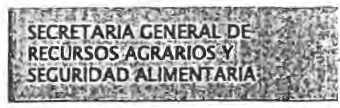 SECRETARIA GENERAL DE
RECURSOS AGRARIOS Y
SEGURIDAD ALIMENTARIA